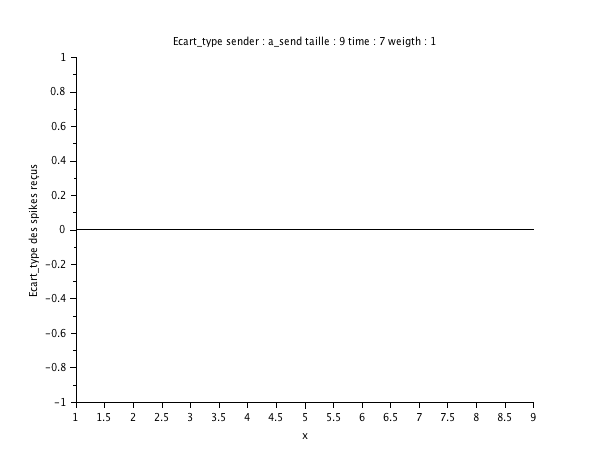 Ecart_type sender : a_send taille : 9 time : 7 weigth : 1
1
0.8
0.6
0.4
0.2
0
-0.2
-0.4
-0.6
-0.8
-1
Ecart_type des spikes reçus
1 1.5 2 2.5 3 3.5 4 4.5 5 5.5 6 6.5 7 7.5 8 8.5 9
x